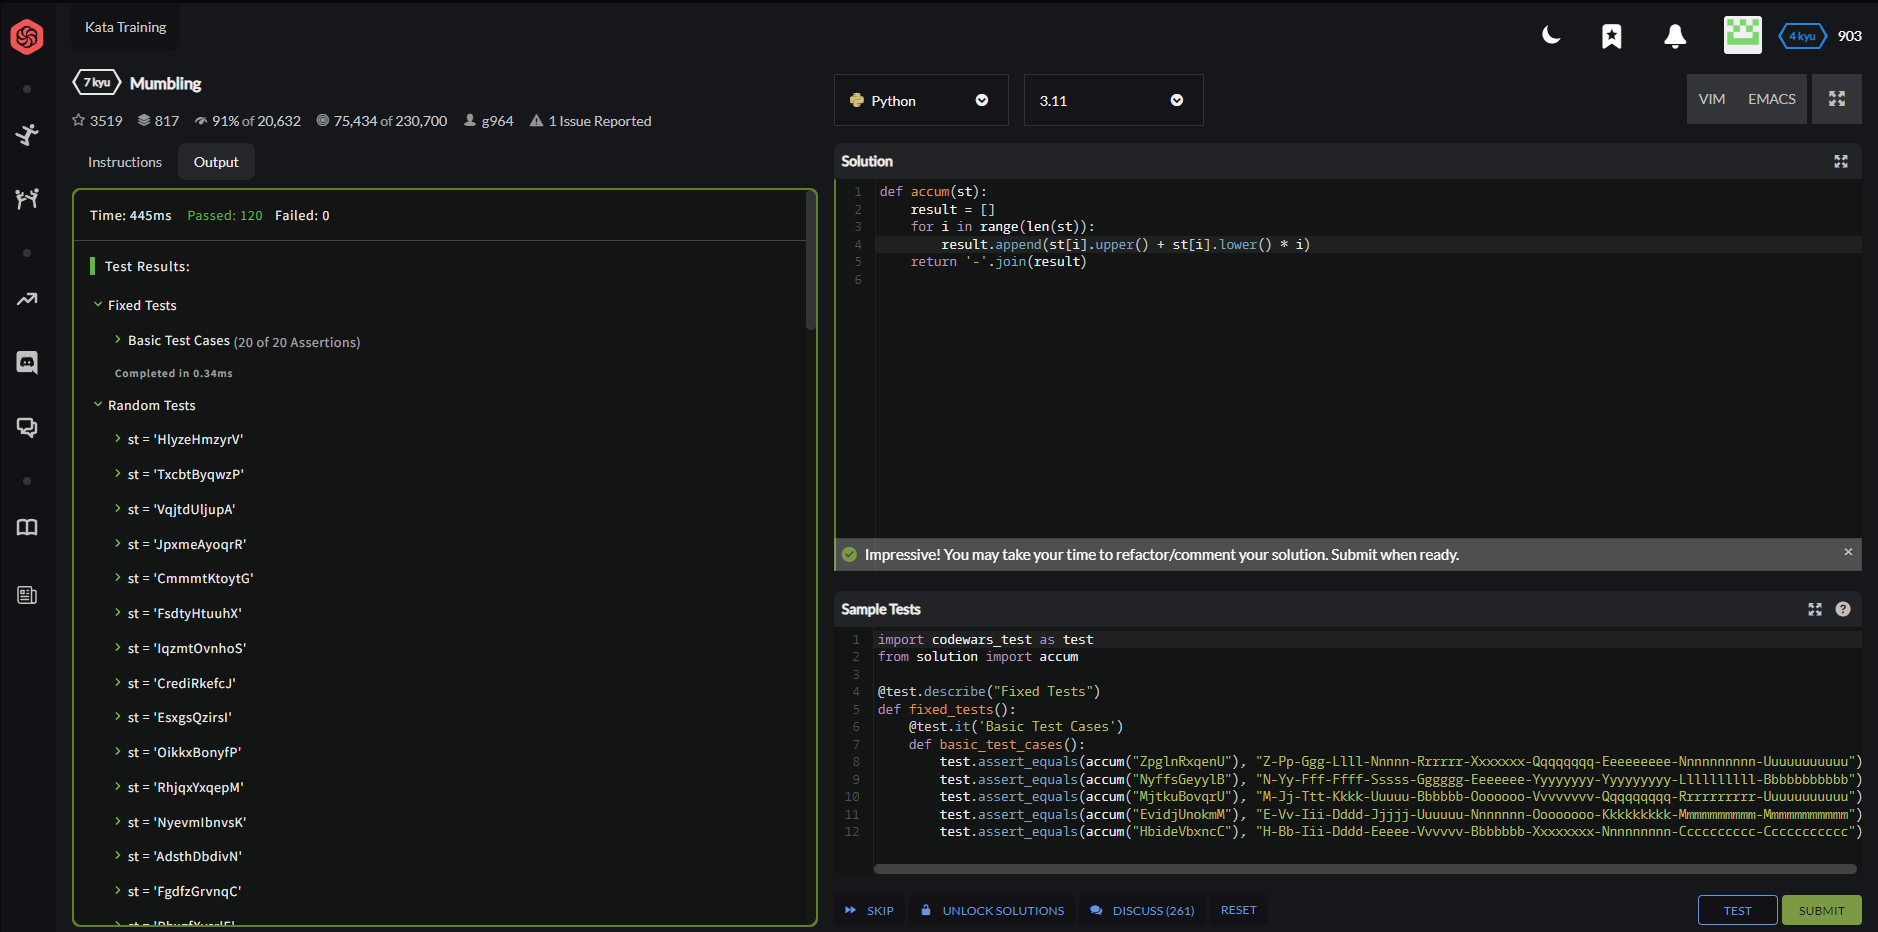 Kata Training
4 kyu 903
7 kyu Mumbling
3519 817 91% of 20,632 75,434 of 230,700 g964 1 Issue Reported
Instructions Output
Time: 445ms Passed: 120 Failed: 0
Test Results:
Fixed Tests
Basic Test Cases (20 of 20 Assertions)
Completed in 0.34ms
Random Tests
st = 'HlyzeHmzyrV'
st = 'TxcbtByqwzP'
st = 'VqjtdUljupA'
st = 'JpxmeAyoqrR'
st = 'CmmmtKtoytG'
st = 'FsdtyHtuuhX'
st = 'IqzmtOvnhoS'
st = 'CrediRkefcJ'
st = 'EsxgsQzirsI'
st = 'OikkxBonyfP'
st = 'RhjqxYxqepM'
st = 'NyevmIbnvsK'
st = 'AdsthDbdivN'
st = 'FgdfzGrvnqC'
Python 3.11 VIM EMACS
Solution
1 def accum(st):
2 result = []
3 for i in range(len(st)):
4 result.append(st[i].upper() + st[i].lower() * i)
5 return '-'.join(result)
6
Impressive! You may take your time to refactor/comment your solution. Submit when ready. ×
Sample Tests ?
1 import codewars_test as test
2 from solution import accum
3
4 @test.describe("Fixed Tests")
5 def fixed_tests():
6 @test.it('Basic Test Cases')
7 def basic_test_cases():
8 test.assert_equals(accum("ZpglnRxqenU"), "Z-Pp-Ggg-Llll-Nnnnn-Rrrrrr-Xxxxxxx-Qqqqqqqq-Eeeeeeeee-Nnnnnnnnnn-Uuuuuuuuuuu")
9 test.assert_equals(accum("NyffsGeyylB"), "N-Yy-Fff-Ffff-Sssss-Gggggg-Eeeeeee-Yyyyyyyy-Yyyyyyyyy-Llllllllll-Bbbbbbbbbbb")
10 test.assert_equals(accum("MjtkuBovqrU"), "M-Jj-Ttt-Kkkk-Uuuuu-Bbbbbb-Ooooooo-Vvvvvvvv-Qqqqqqqqq-Rrrrrrrrrr-Uuuuuuuuuuu")
11 test.assert_equals(accum("EvidjUnokmM"), "E-Vv-Iii-Dddd-Jjjjj-Uuuuuu-Nnnnnnn-Oooooooo-Kkkkkkkkk-Mmmmmmmmmm-Mmmmmmmmmmm")
12 test.assert_equals(accum("HbideVbxncC"), "H-Bb-Iii-Dddd-Eeeee-Vvvvvv-Bbbbbbb-Xxxxxxxx-Nnnnnnnnn-Cccccccccc-Ccccccccccc")
SKIP UNLOCK SOLUTIONS DISCUSS (261) RESET TEST SUBMIT